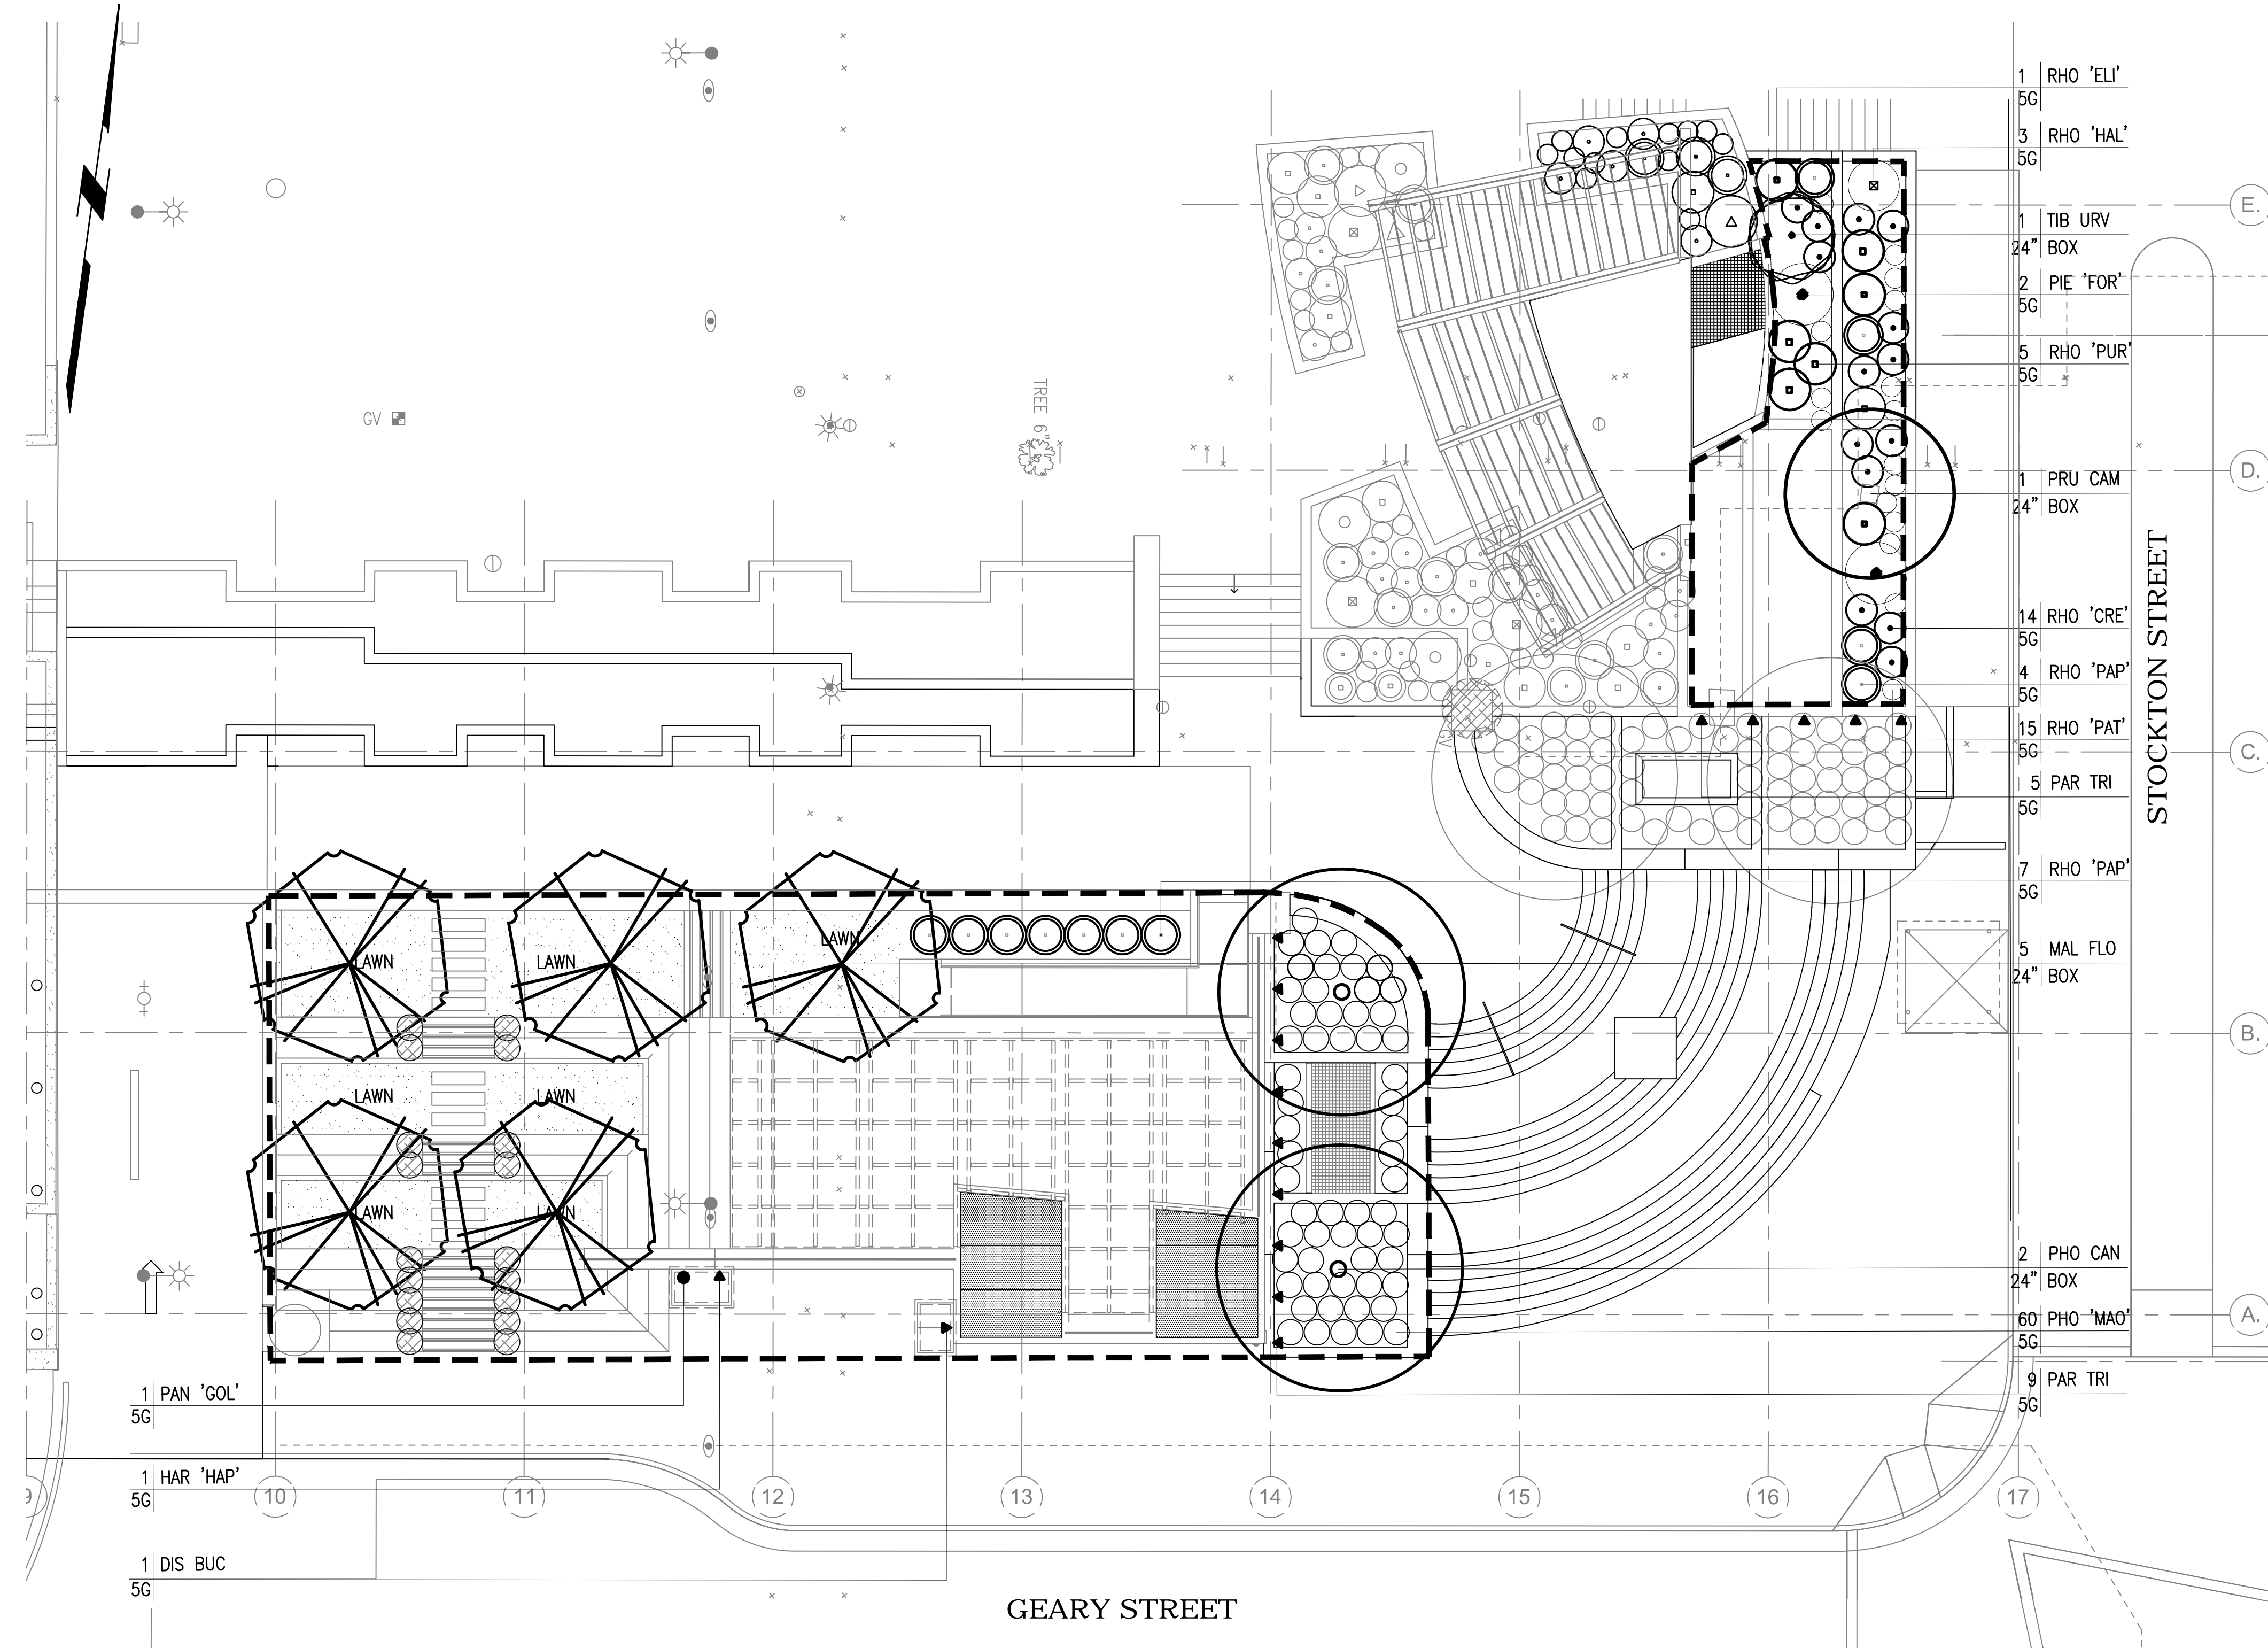 1 RHO 'ELI'
5G
3 RHO 'HAL'
5G
1 TIB URV
24" BOX
2 PIE 'FOR'
5G
5 RHO 'PUR'
5G
1 PRU CAM
24" BOX
14 RHO 'CRE'
5G
4 RHO 'PAP'
5G
15 RHO 'PAT'
5G
5 PAR TRI
5G
7 RHO 'PAP'
5G
5 MAL FLO
24" BOX
2 PHO CAN
24" BOX
60 PHO 'MAO'
5G
9 PAR TRI
5G
E.
D.
C.
B.
A.
STOCKTON STREET
GV
TREE 6"
LAWN
LAWN
LAWN
LAWN
LAWN
LAWN
LAWN
1 PAN 'GOL'
5G
1 HAR 'HAP'
5G
1 DIS BUC
5G
9
10
11
12
13
14
15
16
17
GEARY STREET